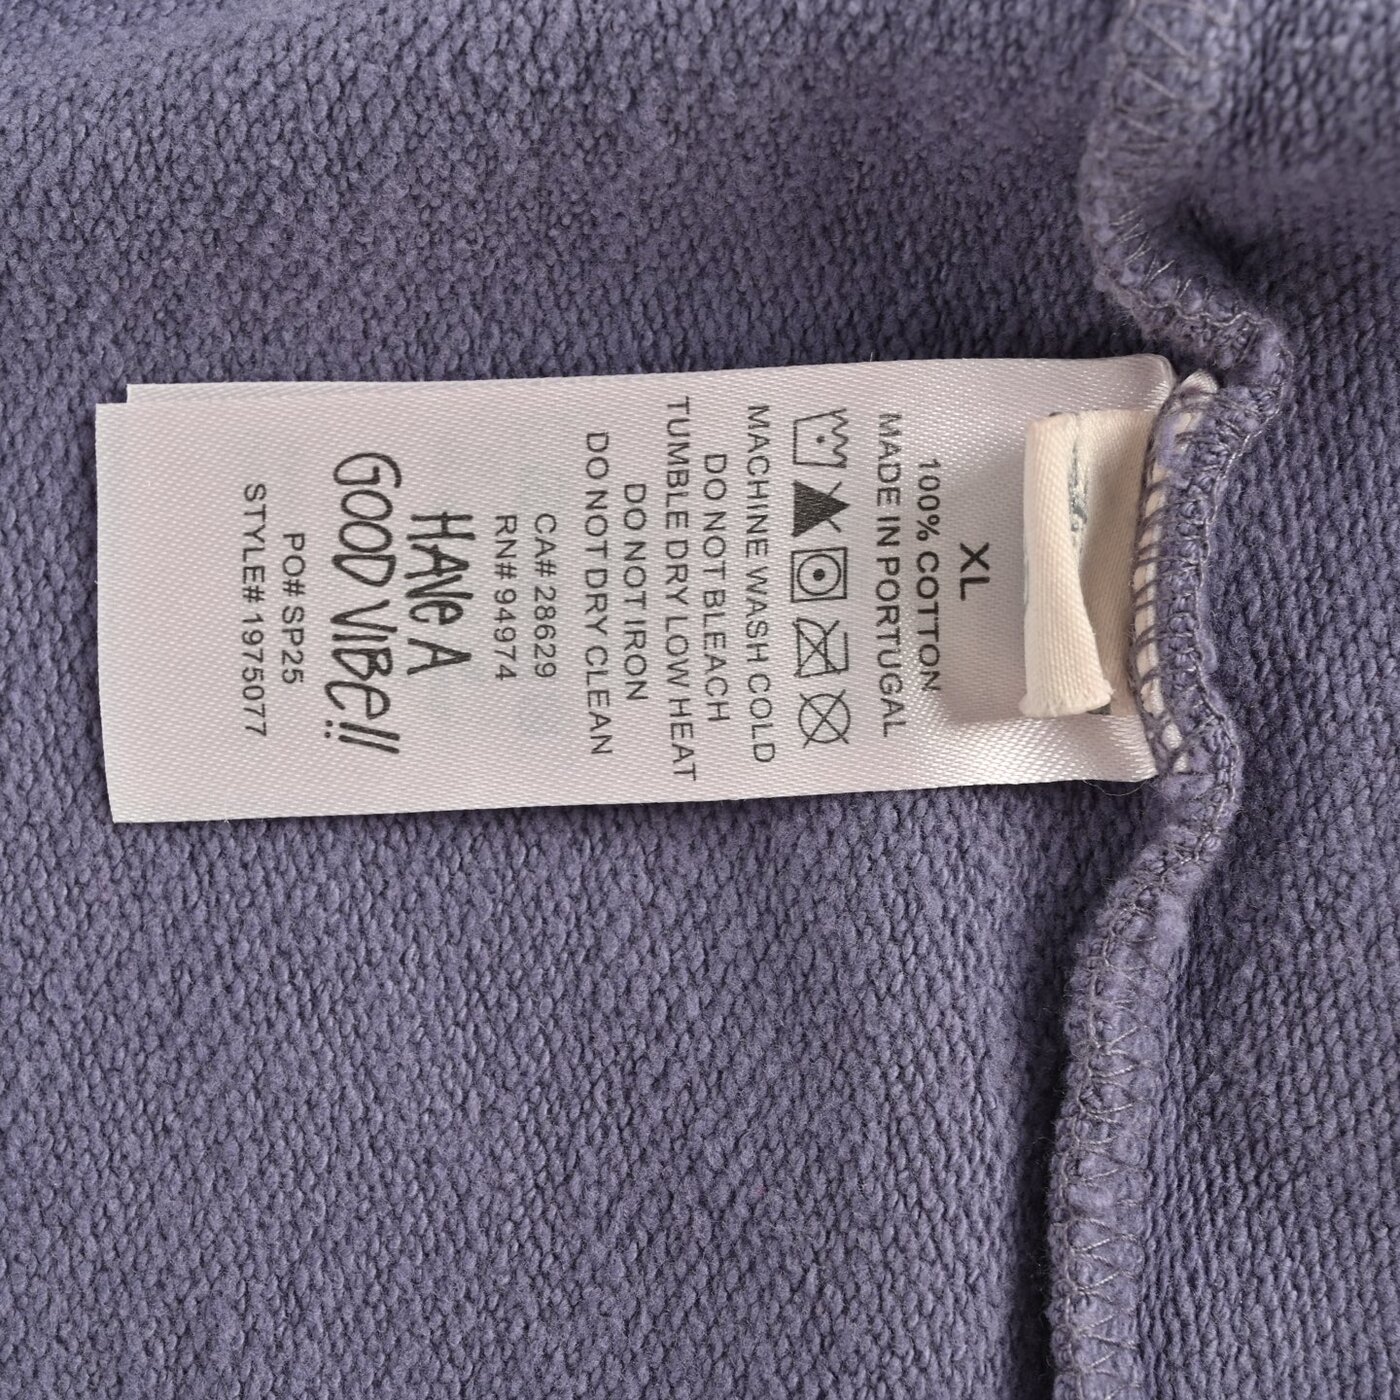 XL
100% COTTON
MADE IN PORTUGAL
MACHINE WASH COLD
DO NOT BLEACH
TUMBLE DRY LOW HEAT
DO NOT IRON
DO NOT DRY CLEAN
CA# 28629
RN# 94974
HAVE A
GOOD VIBE!!
PO# SP25
STYLE# 1975077